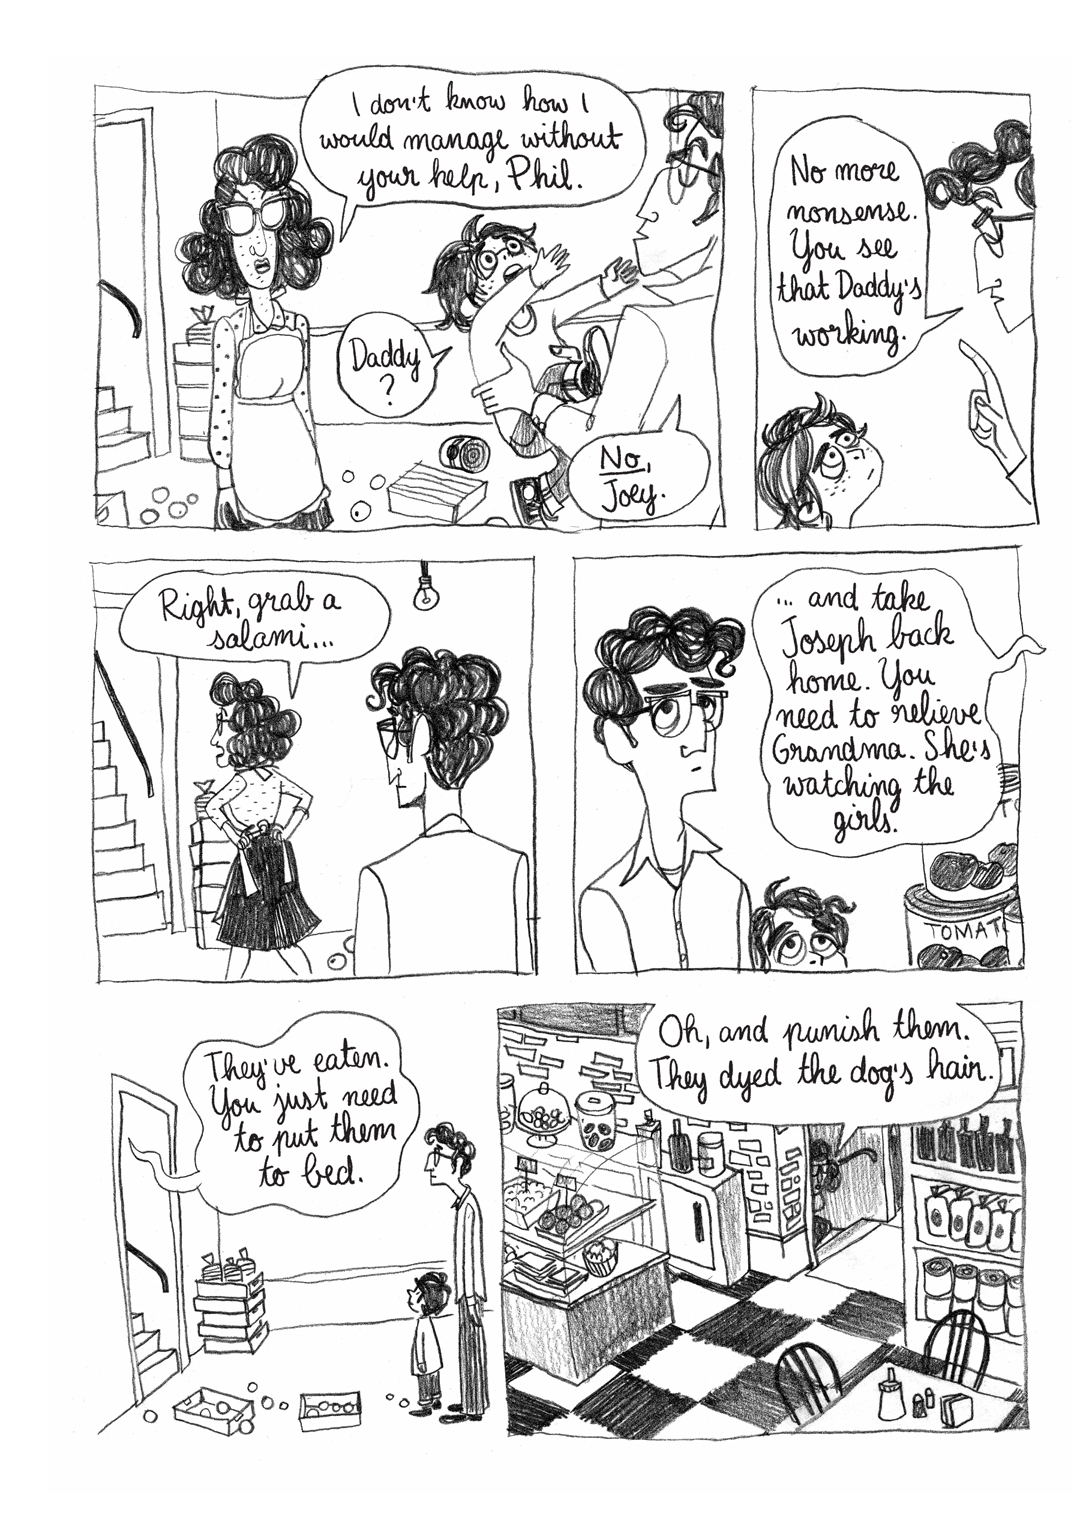 I don't know how I
would manage without
your help, Phil.
Daddy
?
No,
Joey.
No more
nonsense.
You see
that Daddy's
working.
Right, grab a
salami...
... and take
Joseph back
home. You
need to relieve
Grandma. She's
watching the
girls.
TOMAT
They've eaten.
You just need
to put them
to bed.
Oh, and punish them.
They dyed the dog's hair.